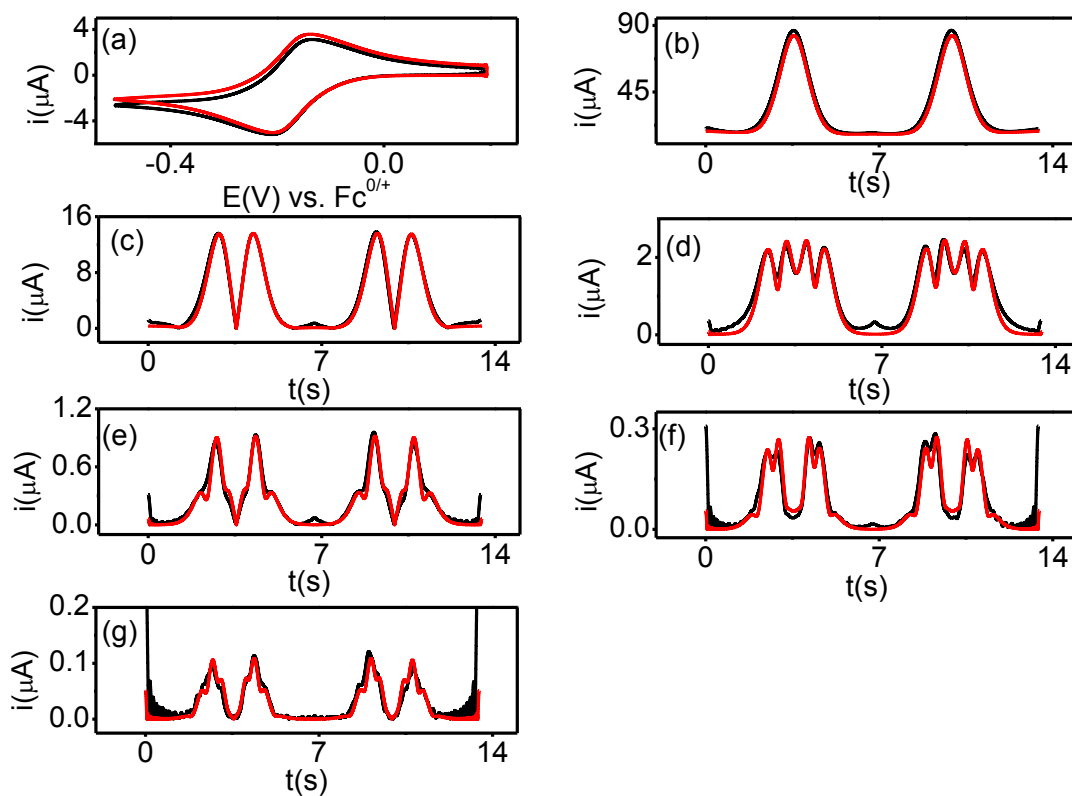 (a)
i(µA)
4
0
-4
-0.4
0.0
E(V) vs. Fc0/+
(b)
i(µA)
90
45
0
7
14
t(s)
(c)
i(µA)
16
8
0
0
7
14
t(s)
(d)
i(µA)
2
0
0
7
14
t(s)
(e)
i(µA)
1.2
0.6
0.0
0
7
14
t(s)
(f)
i(µA)
0.3
0.0
0
7
14
t(s)
(g)
i(µA)
0.2
0.1
0.0
0
7
14
t(s)